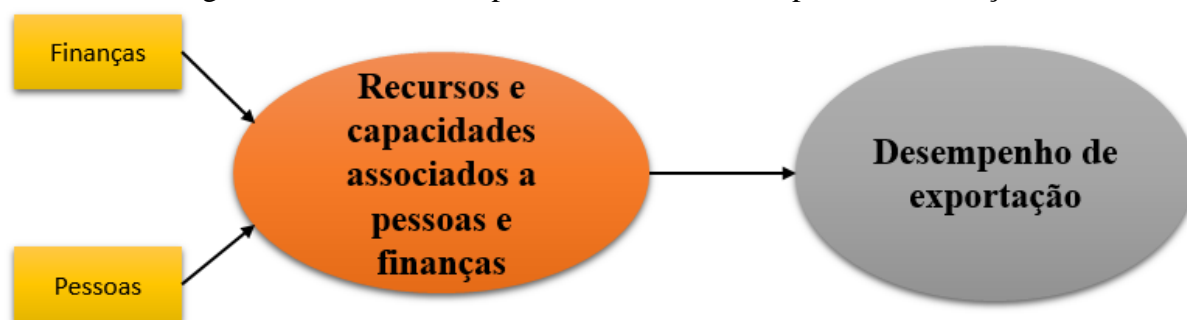 Finanças
Recursos e
capacidades
associados a
pessoas e
finanças
Desempenho de
exportação
Pessoas